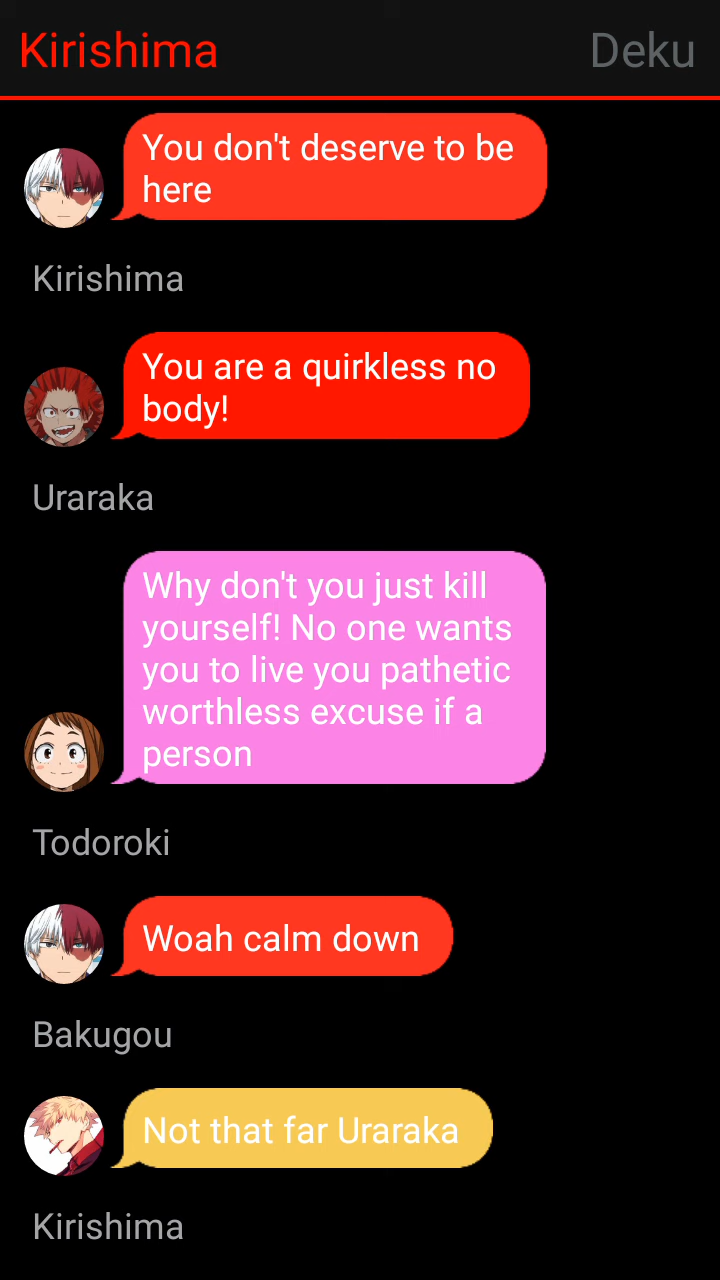 Kirishima Deku
You don't deserve to be
here
Kirishima
You are a quirkless no
body!
Uraraka
Why don't you just kill
yourself! No one wants
you to live you pathetic
worthless excuse if a
person
Todoroki
Woah calm down
Bakugou
Not that far Uraraka
Kirishima